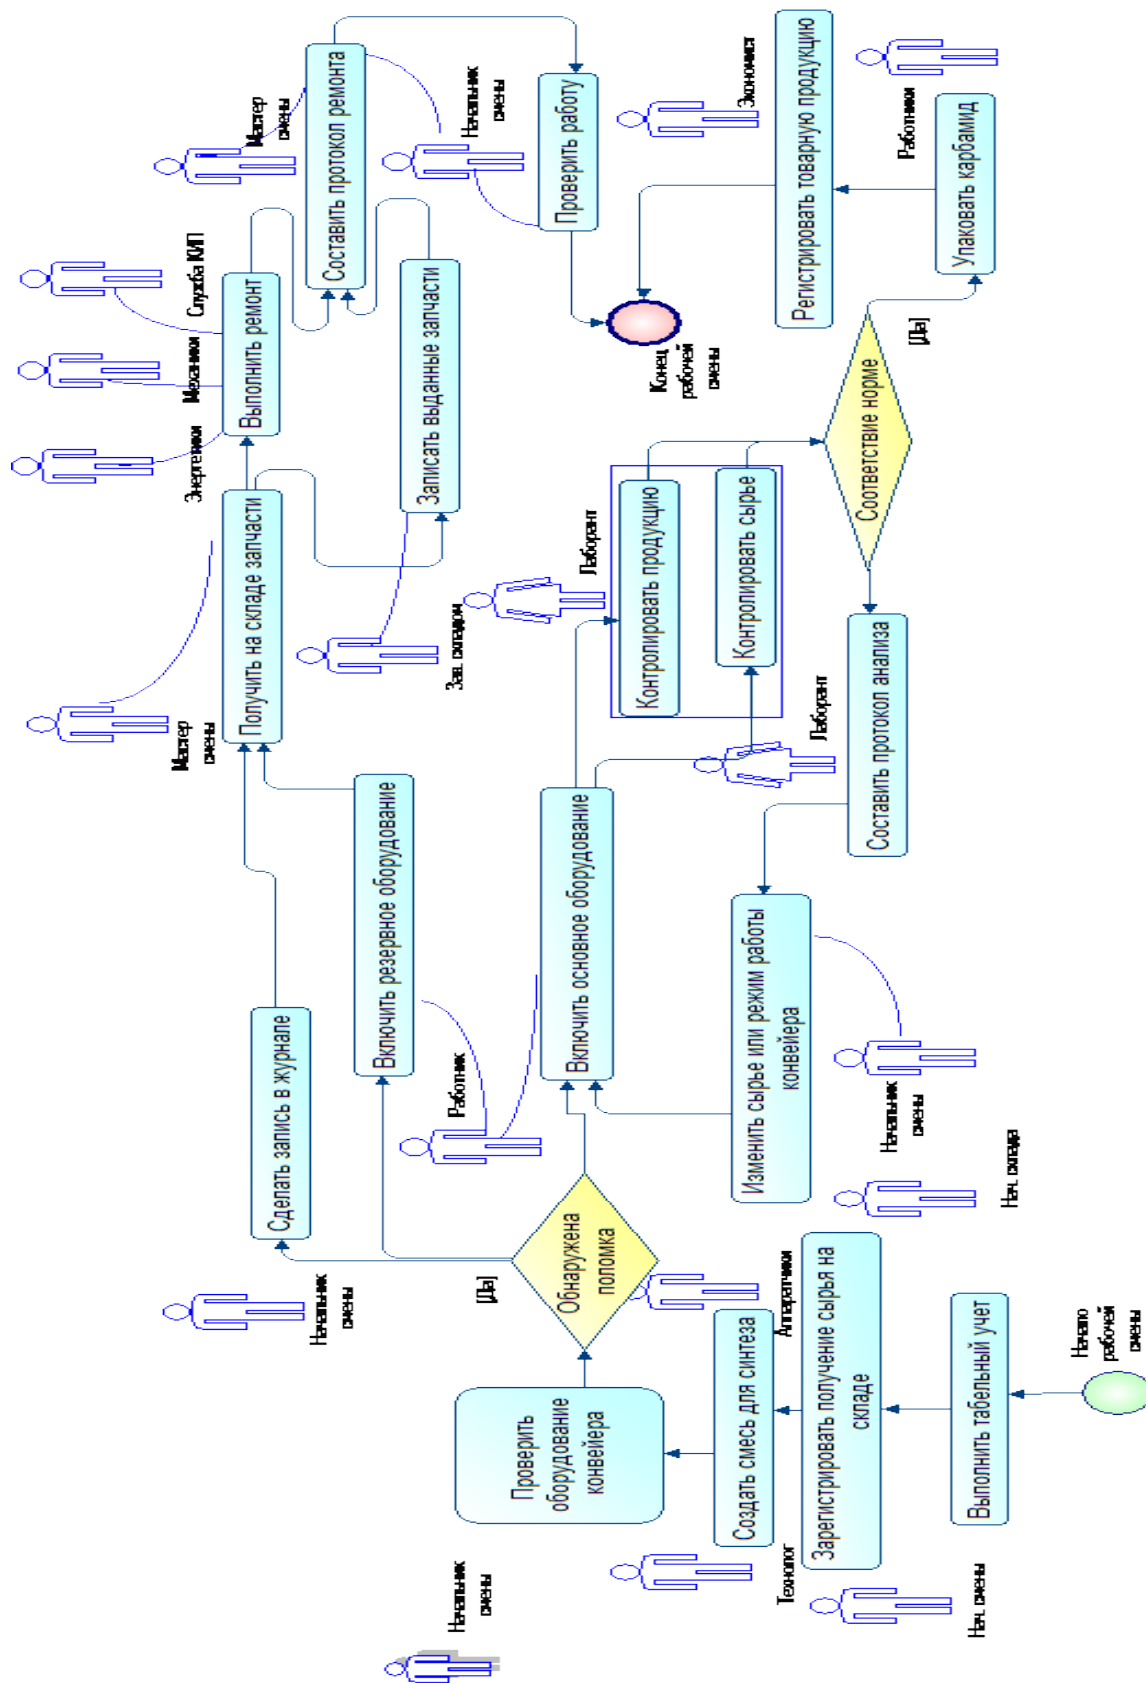 Начало
рабочей
смены
Выполнить табельный учет
Нач. смены
Зарегистрировать получение сырья на
складе
Нач. склада
Создать смесь для синтеза
Технолог
Аппаратчики
Проверить
оборудование
конвейера
Начальник
смены
Обнаружена
поломка
[Да]
Сделать запись в журнале
Начальник
смены
Включить резервное оборудование
Работник
Включить основное оборудование
Изменить сырье или режим работы
конвейера
Начальник
смены
Получить на складе запчасти
Мастер
смены
Записать выданные запчасти
Зав. складом
Выполнить ремонт
Энергетики
Механики
Служба КИП
Составить протокол ремонта
Мастер
смены
Начальник
смены
Проверить работу
Контролировать продукцию
Лаборант
Контролировать сырье
Лаборант
Соответствие норме
[Да]
Составить протокол анализа
Упаковать карбамид
Работники
Регистрировать товарную продукцию
Экономист
Конец
рабочей
смены